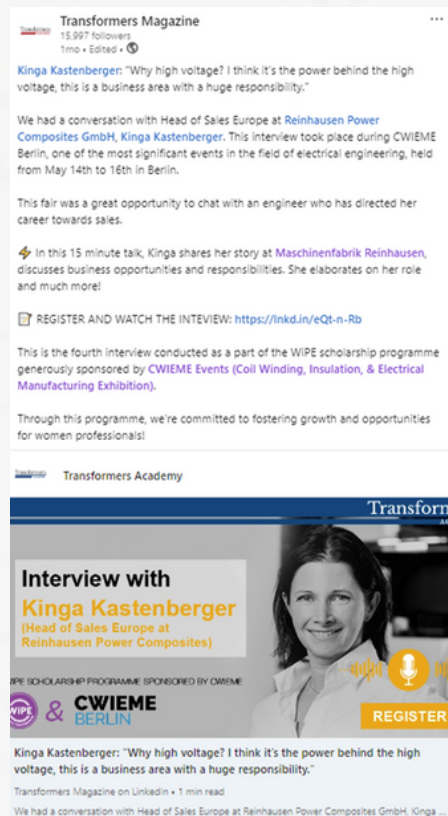 Transformers Magazine
15,997 followers
1mo • Edited •
Kinga Kastenberger: "Why high voltage? I think it's the power behind the high
voltage, this is a business area with a huge responsibility."
We had a conversation with Head of Sales Europe at Reinhausen Power
Composites GmbH, Kinga Kastenberger. This interview took place during CWIEME
Berlin, one of the most significant events in the field of electrical engineering, held
from May 14th to 16th in Berlin.
This fair was a great opportunity to chat with an engineer who has directed her
career towards sales.
⚡ In this 15 minute talk, Kinga shares her story at Maschinenfabrik Reinhausen,
discusses business opportunities and responsibilities. She elaborates on her role
and much more!
📝 REGISTER AND WATCH THE INTEVIEW: https://lnkd.in/eQt-n-Rb
This is the fourth interview conducted as a part of the WiPE scholarship programme
generously sponsored by CWIEME Events (Coil Winding, Insulation, & Electrical
Manufacturing Exhibition).
Through this programme, we're committed to fostering growth and opportunities
for women professionals!
Transformers Academy
Transform
Interview with
Kinga Kastenberger
(Head of Sales Europe at
Reinhausen Power Composites)
WIPE SCHOLARSHIP PROGRAMME SPONSORED BY CWIEME
WIPE & CWIEME
BERLIN
REGISTER
Kinga Kastenberger: "Why high voltage? I think it's the power behind the high
voltage, this is a business area with a huge responsibility."
Transformers Magazine on LinkedIn • 1 min read
We had a conversation with Head of Sales Europe at Reinhausen Power Composites GmbH, Kinga ...